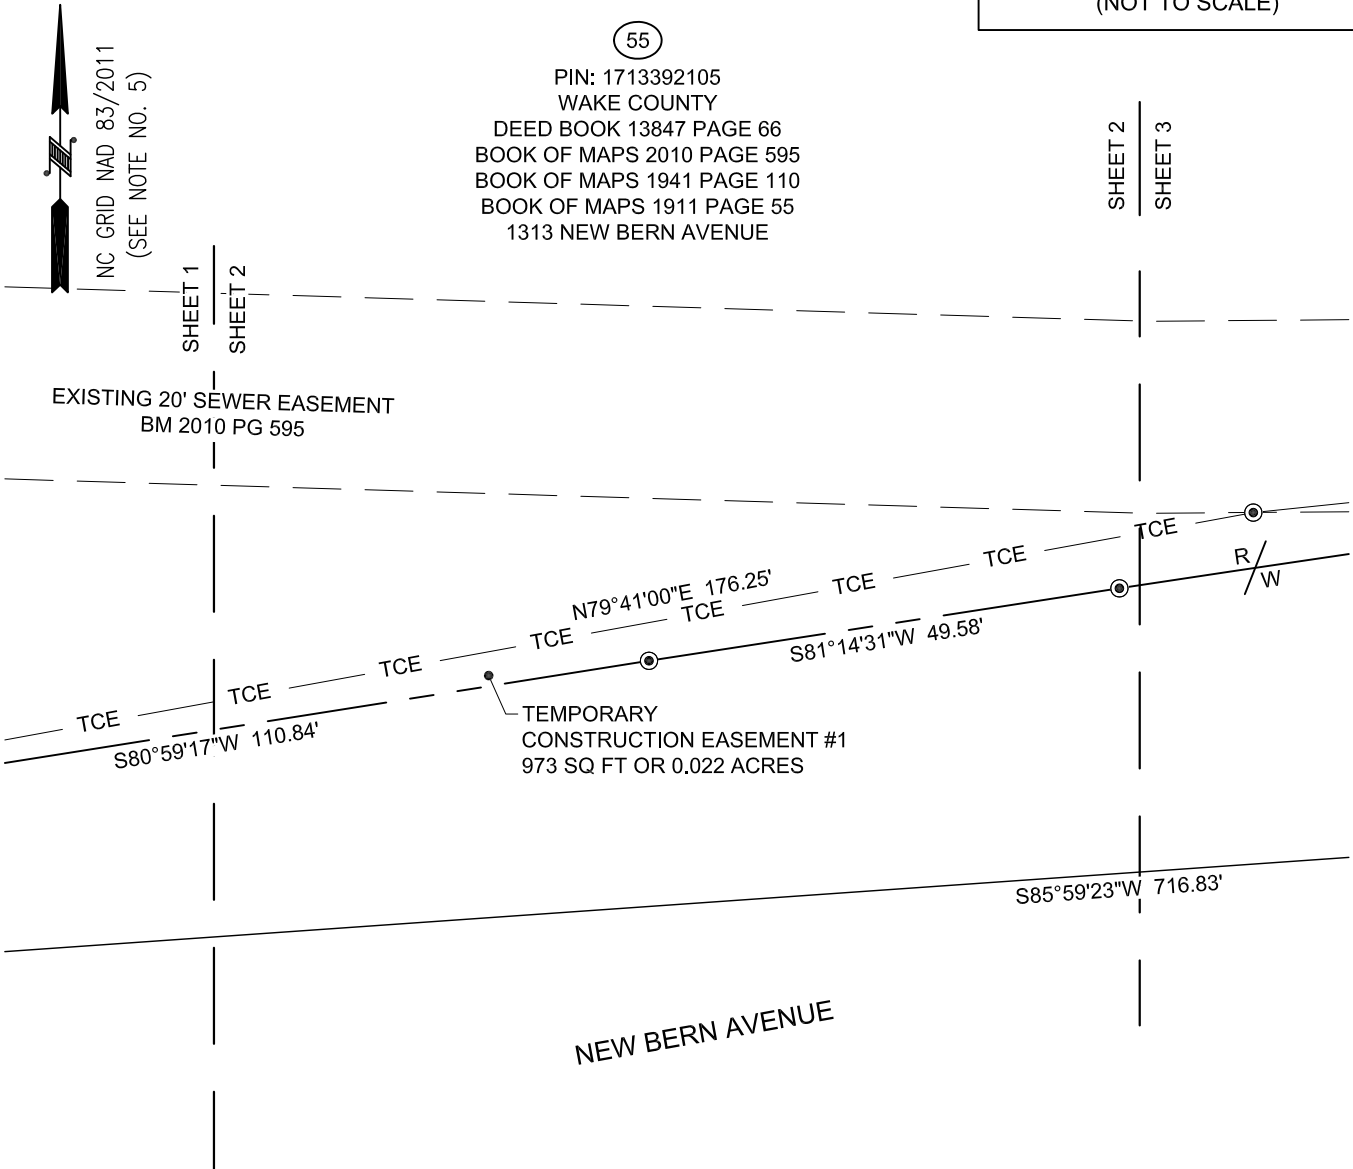 (NOT TO SCALE)
NC GRID NAD 83/2011
(SEE NOTE NO. 5)
55
PIN: 1713392105
WAKE COUNTY
DEED BOOK 13847 PAGE 66
BOOK OF MAPS 2010 PAGE 595
BOOK OF MAPS 1941 PAGE 110
BOOK OF MAPS 1911 PAGE 55
1313 NEW BERN AVENUE
SHEET 2
SHEET 3
SHEET 1
SHEET 2
EXISTING 20' SEWER EASEMENT
BM 2010 PG 595
N79°41'00"E 176.25'
TCE
TCE
TCE
TCE
TCE
TCE
TCE
TCE
R/W
S81°14'31"W 49.58'
S80°59'17"W 110.84'
TEMPORARY
CONSTRUCTION EASEMENT #1
973 SQ FT OR 0.022 ACRES
S85°59'23"W 716.83'
NEW BERN AVENUE